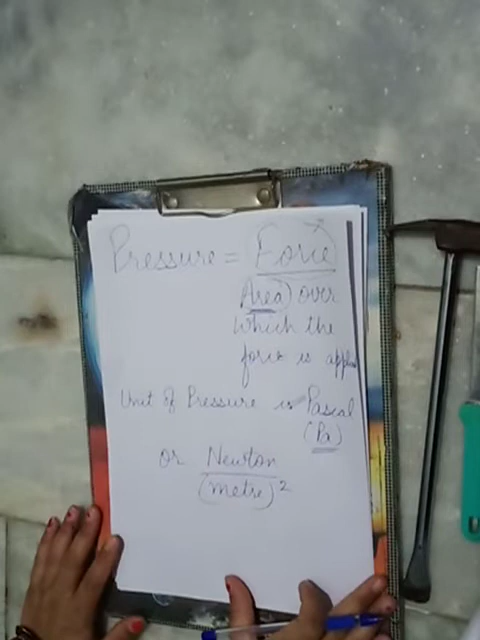 Pressure = Force
Area over
which the
force is applied
Unit of Pressure is Pascal
(Pa)
or Newton
(metre)²